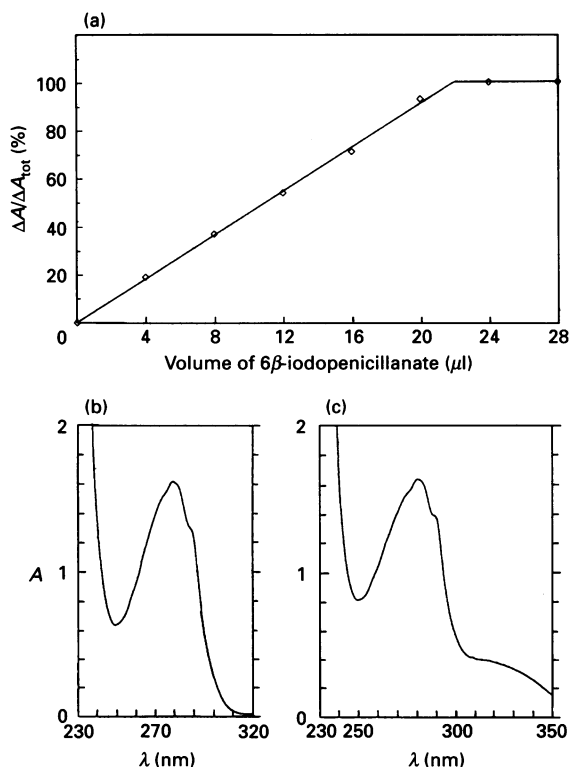 (a)
100
80
60
40
20
0
ΔA/ΔA_tot (%)
4 8 12 16 20 24 28
Volume of 6β-iodopenicillanate (μl)
(b)
(c)
2
1
0
A
230 270 320
λ (nm)
2
1
0
230 250 300 350
λ (nm)